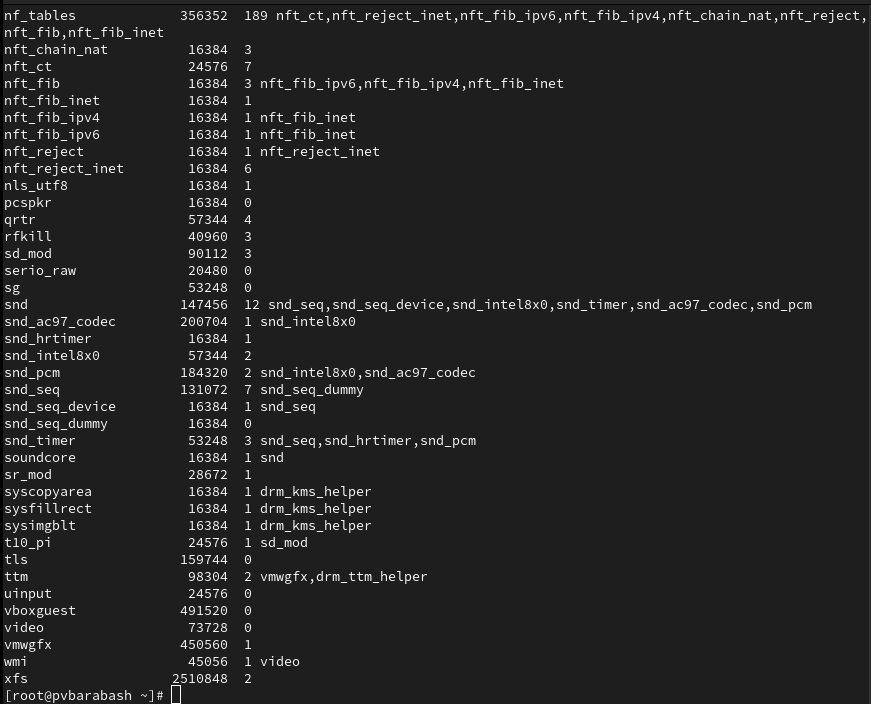 nf_tables             356352  189 nft_ct,nft_reject_inet,nft_fib_ipv6,nft_fib_ipv4,nft_chain_nat,nft_reject,
nft_fib,nft_fib_inet
nft_chain_nat          16384  3
nft_ct                 24576  7
nft_fib                16384  3 nft_fib_ipv6,nft_fib_ipv4,nft_fib_inet
nft_fib_inet           16384  1
nft_fib_ipv4           16384  1 nft_fib_inet
nft_fib_ipv6           16384  1 nft_fib_inet
nft_reject             16384  1 nft_reject_inet
nft_reject_inet        16384  6
nls_utf8               16384  1
pcspkr                 16384  0
qrtr                   57344  4
rfkill                 40960  3
sd_mod                 90112  3
serio_raw              20480  0
sg                     53248  0
snd                   147456  12 snd_seq,snd_seq_device,snd_intel8x0,snd_timer,snd_ac97_codec,snd_pcm
snd_ac97_codec        200704  1 snd_intel8x0
snd_hrtimer            16384  1
snd_intel8x0           57344  2
snd_pcm               184320  2 snd_intel8x0,snd_ac97_codec
snd_seq               131072  7 snd_seq_dummy
snd_seq_device         16384  1 snd_seq
snd_seq_dummy          16384  0
snd_timer              53248  3 snd_seq,snd_hrtimer,snd_pcm
soundcore              16384  1 snd
sr_mod                 28672  1
syscopyarea            16384  1 drm_kms_helper
sysfillrect            16384  1 drm_kms_helper
sysimgblt              16384  1 drm_kms_helper
t10_pi                 24576  1 sd_mod
tls                   159744  0
ttm                    98304  2 vmwgfx,drm_ttm_helper
uinput                 24576  0
vboxguest             491520  0
video                  73728  0
vmwgfx                450560  1
wmi                    45056  1 video
xfs                  2510848  2
[root@pvbarabash ~]#